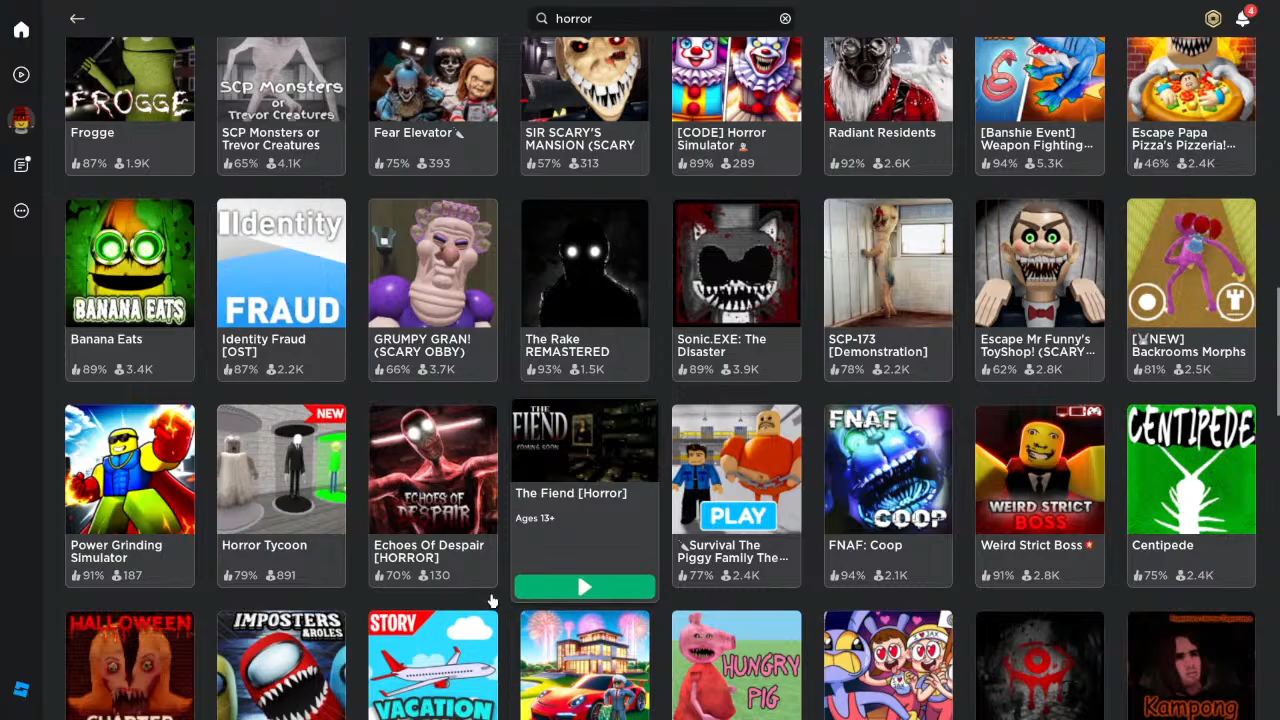 horror
4
FROGGE
SCP Monsters
or
Trevor Creatures
Frogge
87% 1.9K
SCP Monsters or
Trevor Creatures
65% 4.1K
Fear Elevator
75% 393
SIR SCARY'S
MANSION (SCARY
57% 313
[CODE] Horror
Simulator
89% 289
Radiant Residents
92% 2.6K
[Banshie Event]
Weapon Fighting...
94% 5.3K
Escape Papa
Pizza's Pizzeria!...
46% 2.4K
BANANA EATS
Identity
FRAUD
Banana Eats
89% 3.4K
Identity Fraud
[OST]
87% 2.2K
GRUMPY GRAN!
(SCARY OBBY)
66% 3.7K
The Rake
REMASTERED
93% 1.5K
Sonic.EXE: The
Disaster
89% 3.9K
SCP-173
[Demonstration]
78% 2.2K
Escape Mr Funny's
ToyShop! (SCARY...
62% 2.8K
[NEW]
Backrooms Morphs
81% 2.5K
NEW
ECHOES OF
DESPAIR
THE
FIEND
COMING SOON
PLAY
FNAF
COOP
WEIRD STRICT
BOSS
CENTIPEDE
Power Grinding
Simulator
91% 187
Horror Tycoon
79% 891
Echoes Of Despair
[HORROR]
70% 130
The Fiend [Horror]
Ages 13+
Survival The
Piggy Family The...
77% 2.4K
FNAF: Coop
94% 2.1K
Weird Strict Boss
91% 2.8K
Centipede
75% 2.4K
HALLOWEEN
CHAPTER
IMPOSTERS
&ROLES
STORY
VACATION
HUNGRY
PIG
Kampong